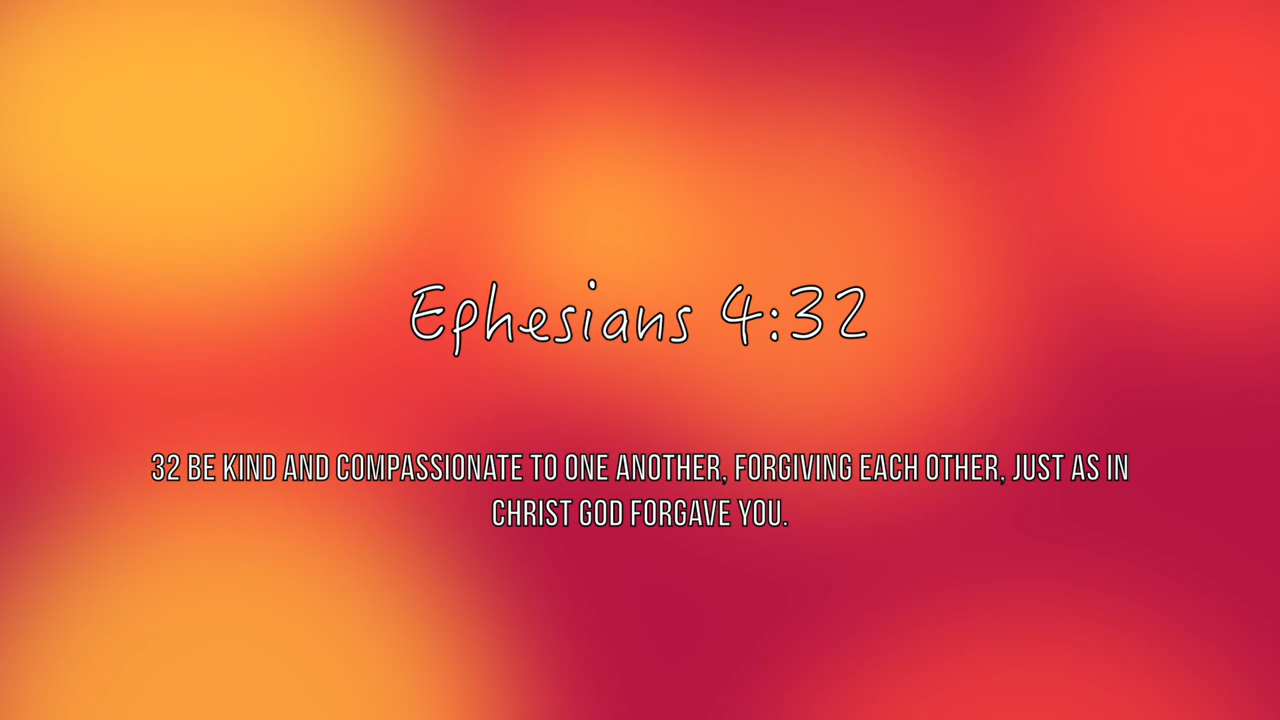 Ephesians 4:32
32 BE KIND AND COMPASSIONATE TO ONE ANOTHER, FORGIVING EACH OTHER, JUST AS IN
CHRIST GOD FORGAVE YOU.